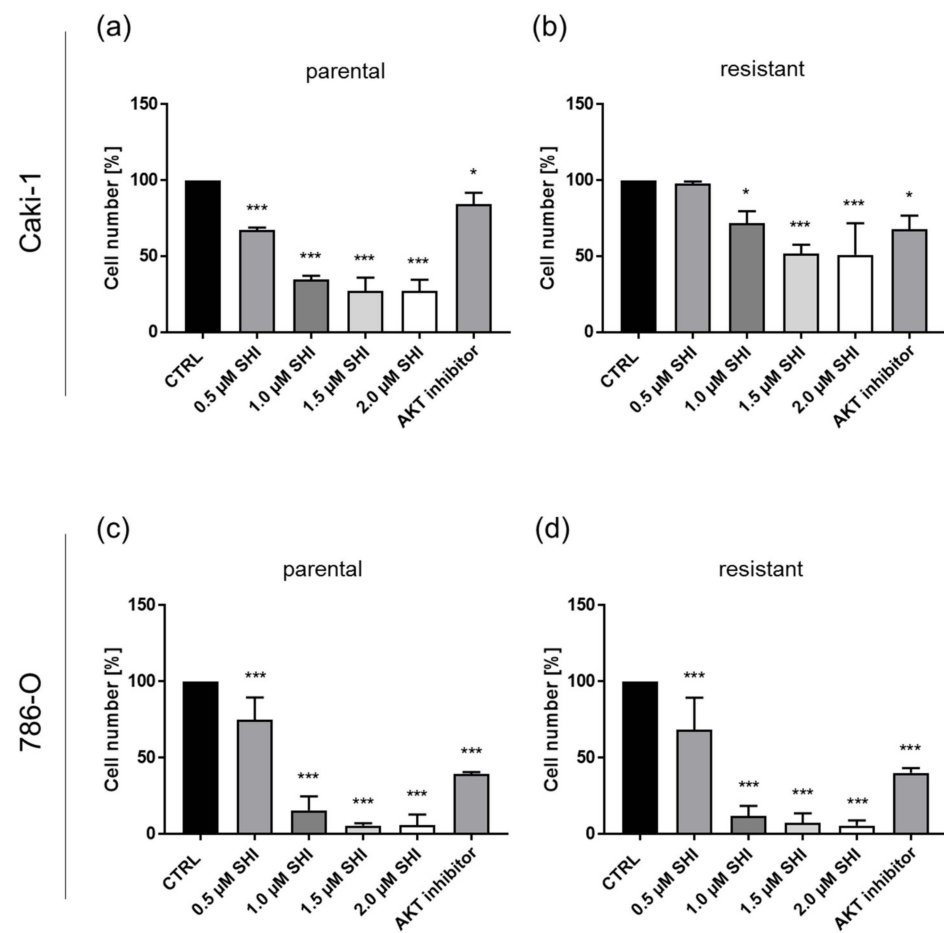 (a)
(b)
parental
resistant
Caki-1
Cell number [%]
150
100
50
0
***
***
***
***
*
CTRL
0.5 µM SHI
1.0 µM SHI
1.5 µM SHI
2.0 µM SHI
AKT inhibitor
Cell number [%]
150
100
50
0
*
***
***
*
CTRL
0.5 µM SHI
1.0 µM SHI
1.5 µM SHI
2.0 µM SHI
AKT inhibitor
(c)
(d)
parental
resistant
786-O
Cell number [%]
150
100
50
0
***
***
***
***
***
CTRL
0.5 µM SHI
1.0 µM SHI
1.5 µM SHI
2.0 µM SHI
AKT inhibitor
Cell number [%]
150
100
50
0
***
***
***
***
***
CTRL
0.5 µM SHI
1.0 µM SHI
1.5 µM SHI
2.0 µM SHI
AKT inhibitor